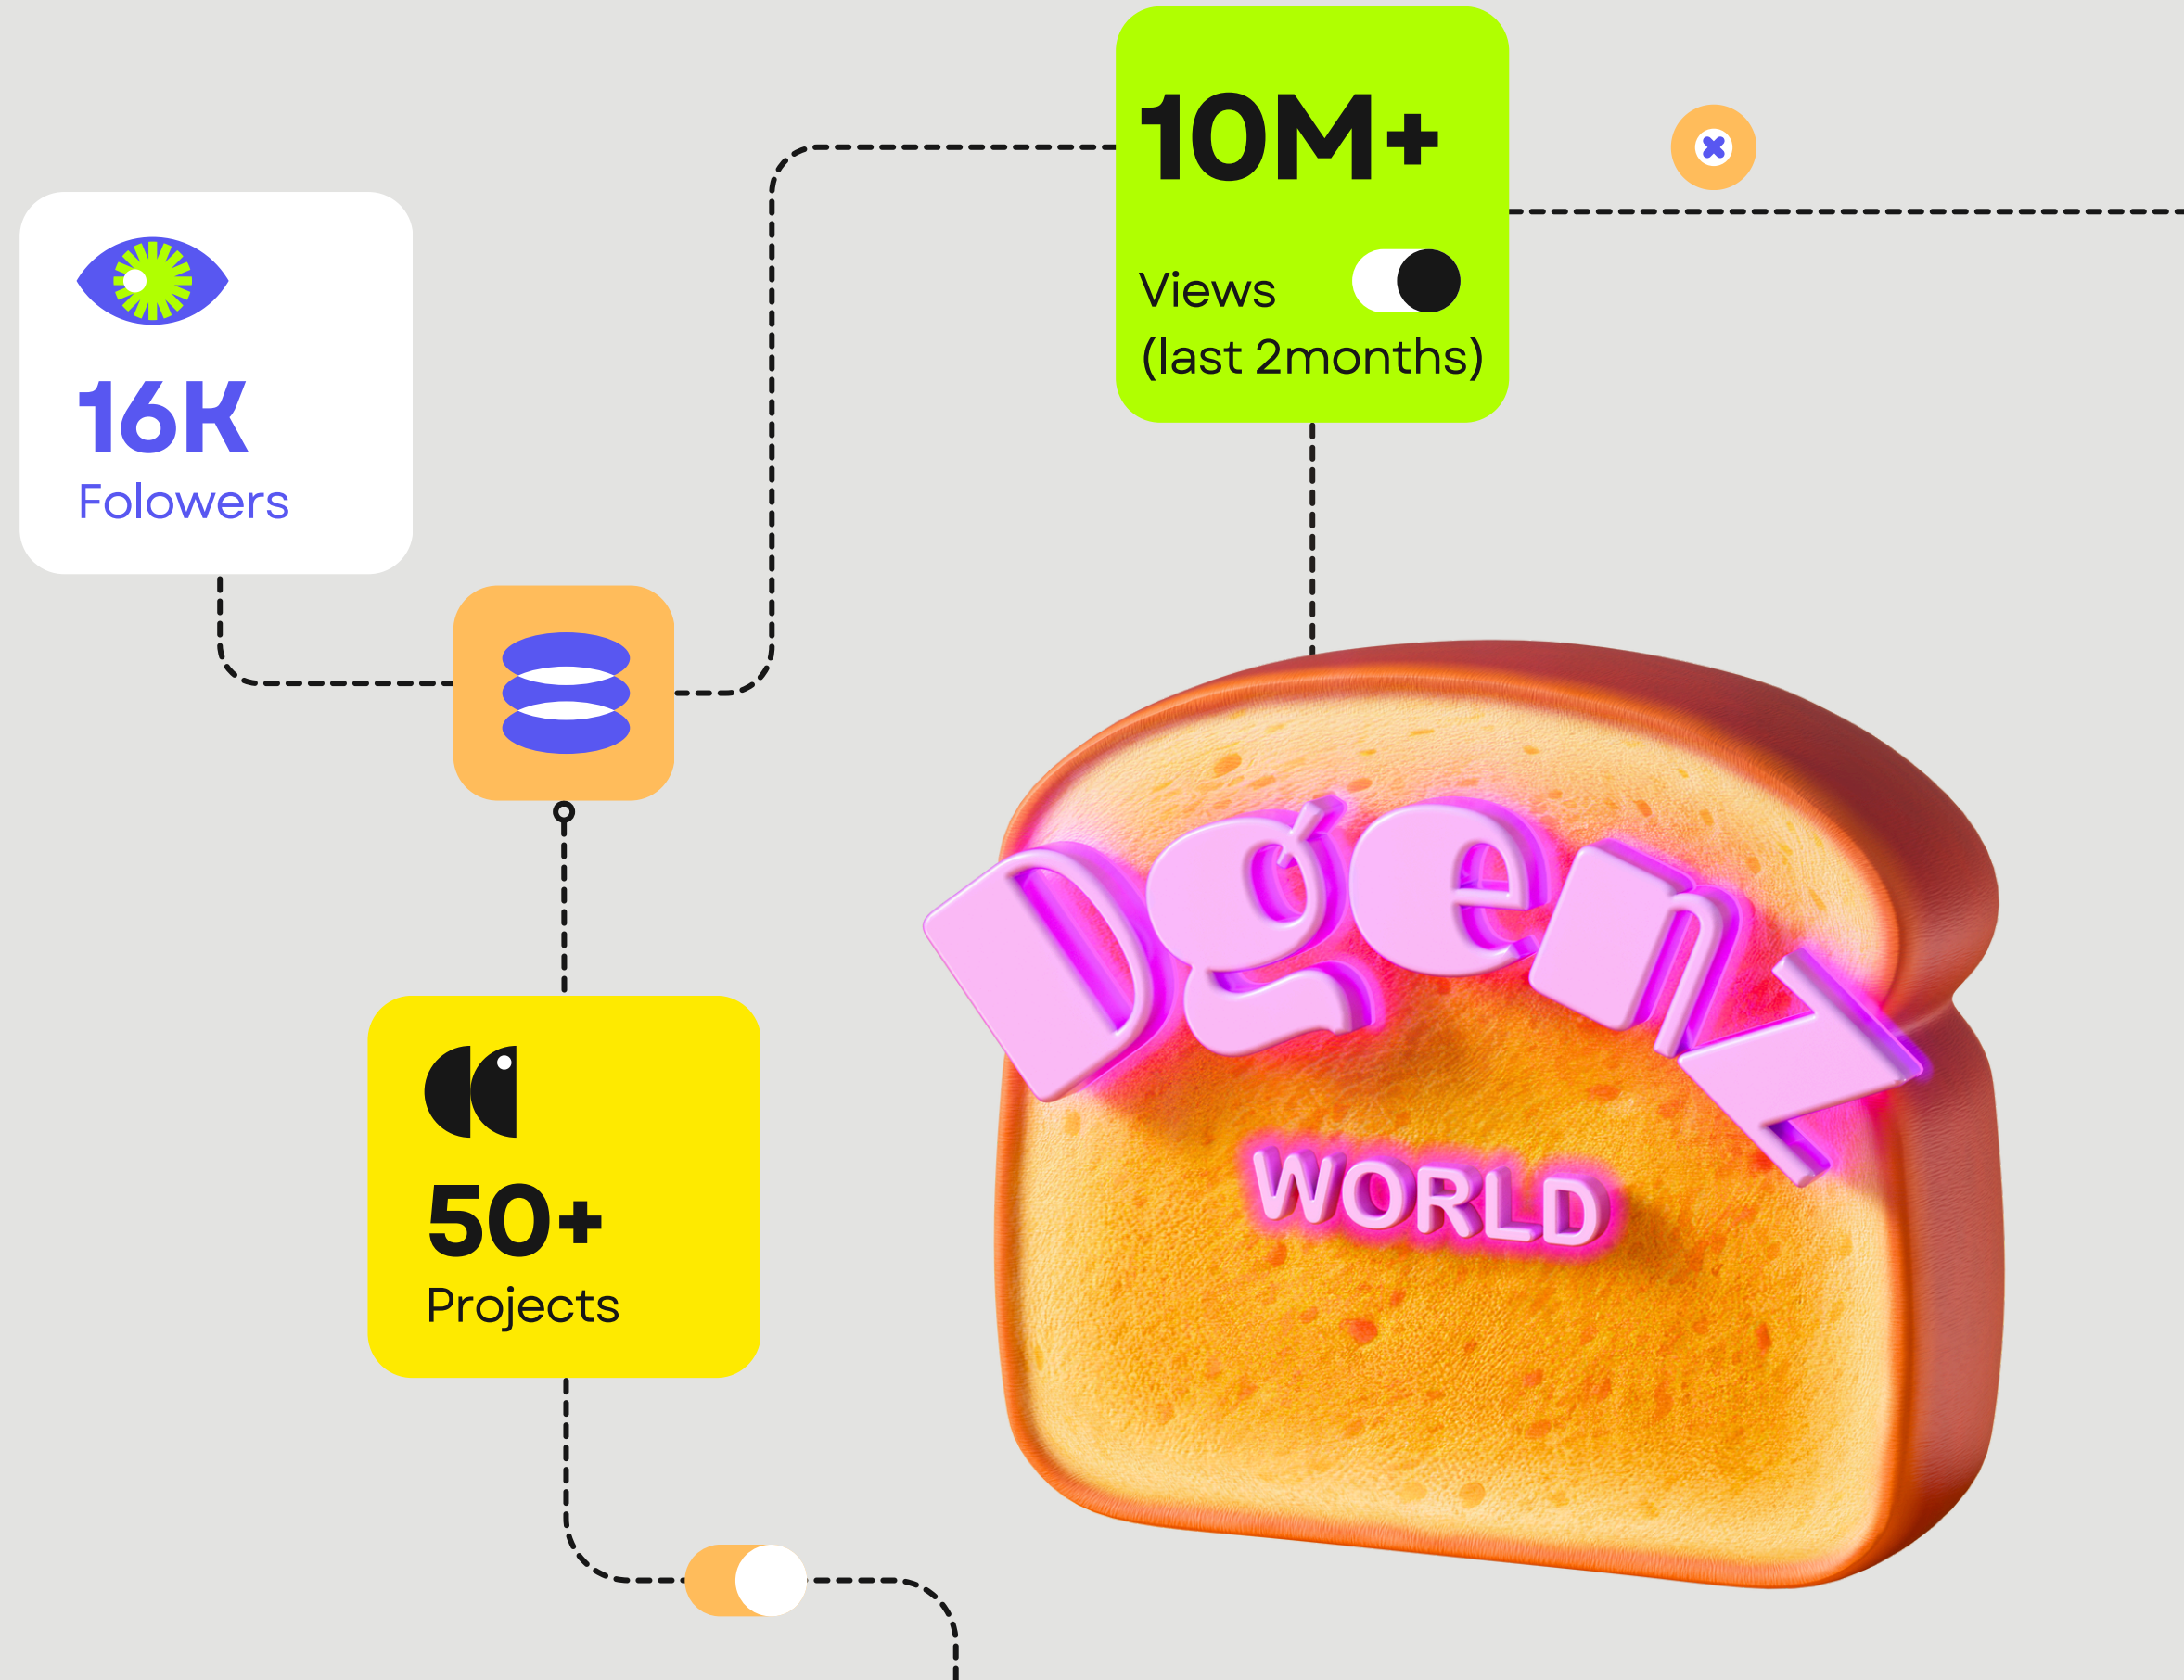 16K
Folowers
10M+
Views
(last 2months)
50+
Projects
Dgenz
WORLD